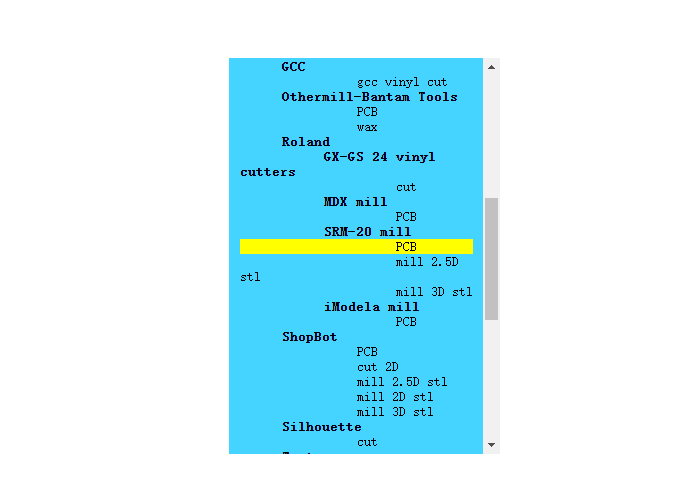 GCC
gcc vinyl cut
Othermill-Bantam Tools
PCB
wax
Roland
GX-GS 24 vinyl
cutters
cut
MDX mill
PCB
SRM-20 mill
PCB
mill 2.5D
stl
mill 3D stl
iModela mill
PCB
ShopBot
PCB
cut 2D
mill 2.5D stl
mill 2D stl
mill 3D stl
Silhouette
cut